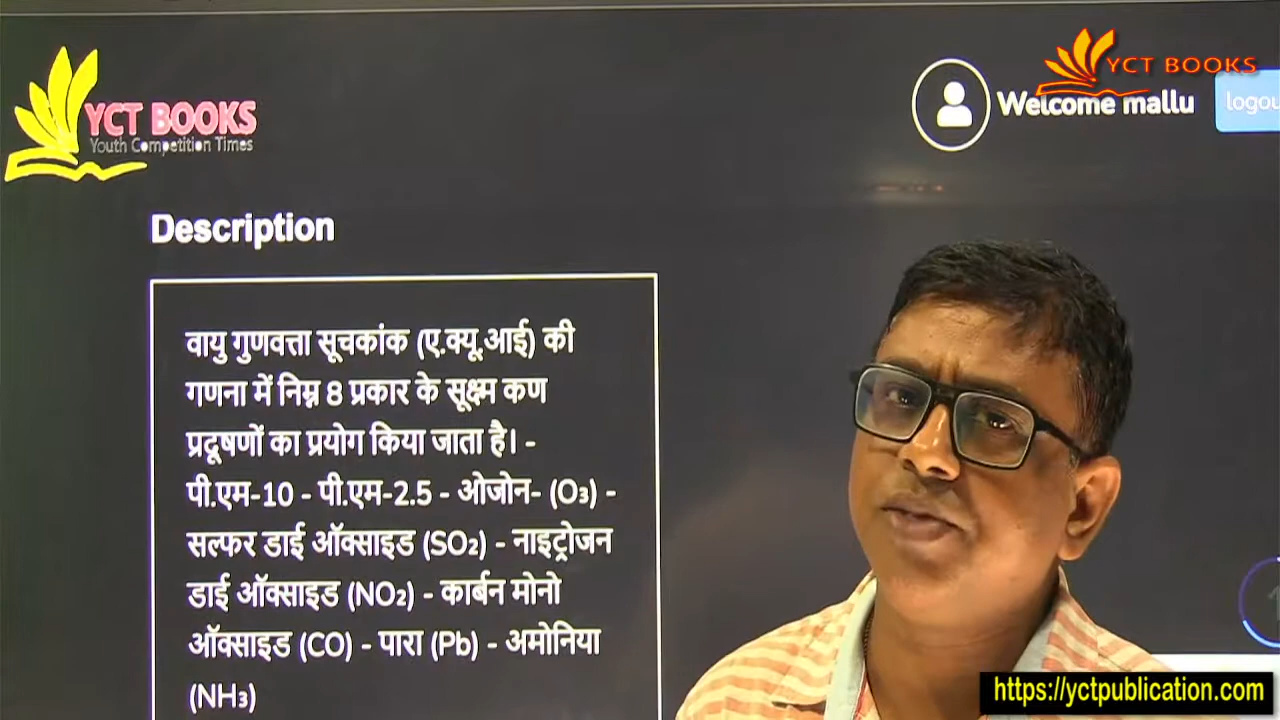 YCT BOOKS
Youth Competition Times
YCT BOOKS
Welcome mallu
logou
Description
वायु गुणवत्ता सूचकांक (ए.क्यू.आई) की
गणना में निम्न 8 प्रकार के सूक्ष्म कण
प्रदूषणों का प्रयोग किया जाता है। -
पी.एम-10 - पी.एम-2.5 - ओजोन- (O₃) -
सल्फर डाई ऑक्साइड (SO₂) - नाइट्रोजन
डाई ऑक्साइड (NO₂) - कार्बन मोनो
ऑक्साइड (CO) - पारा (Pb) - अमोनिया
(NH₃)
https://yctpublication.com